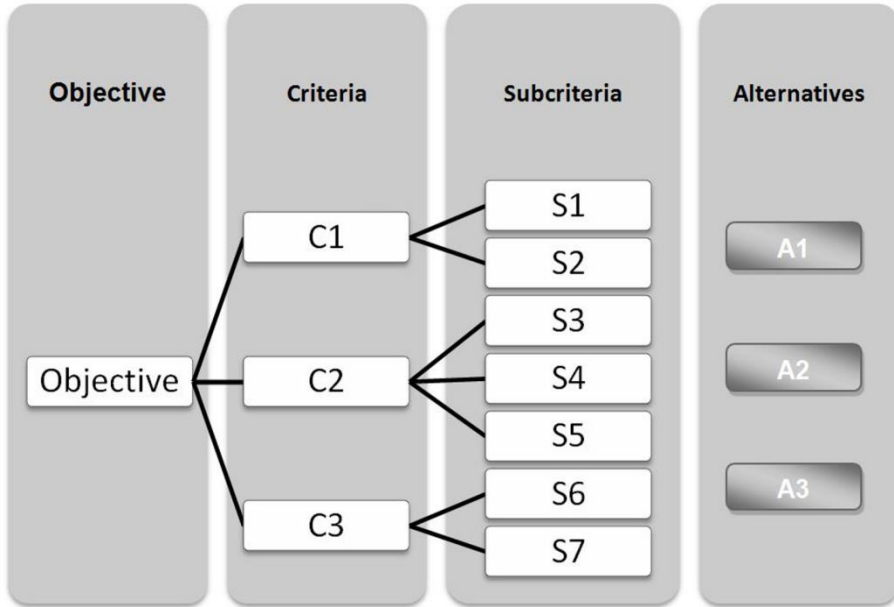 Objective
Criteria
Subcriteria
Alternatives
Objective
C1
C2
C3
S1
S2
S3
S4
S5
S6
S7
A1
A2
A3